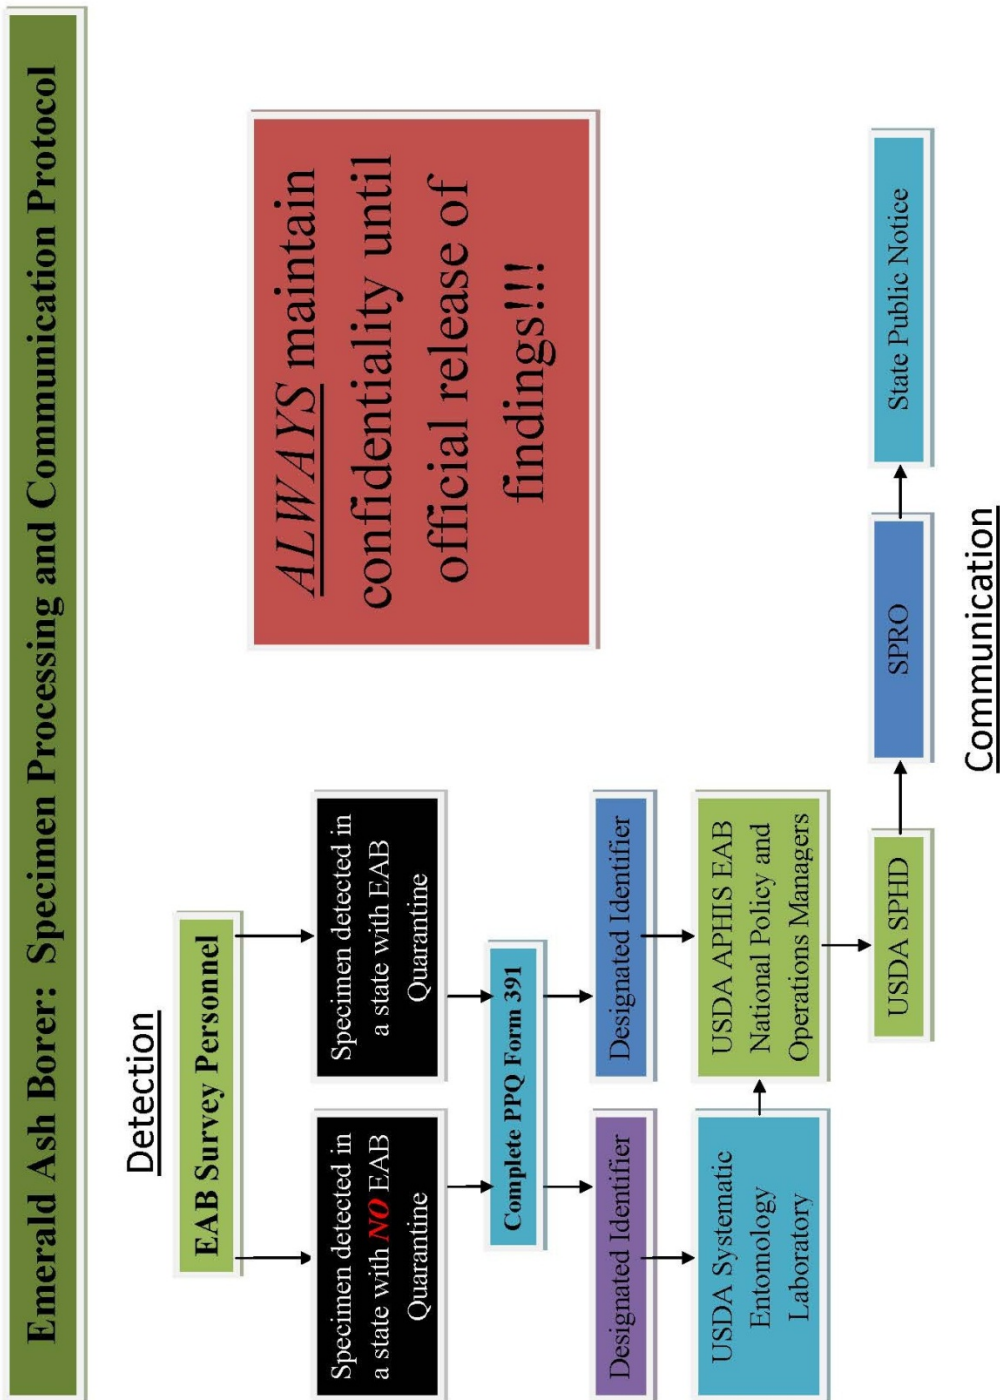 Emerald Ash Borer: Specimen Processing and Communication Protocol
Detection
EAB Survey Personnel
Specimen detected in
a state with NO EAB
Quarantine
Specimen detected in
a state with EAB
Quarantine
Complete PPQ Form 391
Designated Identifier
Designated Identifier
USDA Systematic
Entomology
Laboratory
USDA APHIS EAB
National Policy and
Operations Managers
USDA SPHD
SPRO
State Public Notice
Communication
ALWAYS maintain
confidentiality until
official release of
findings!!!